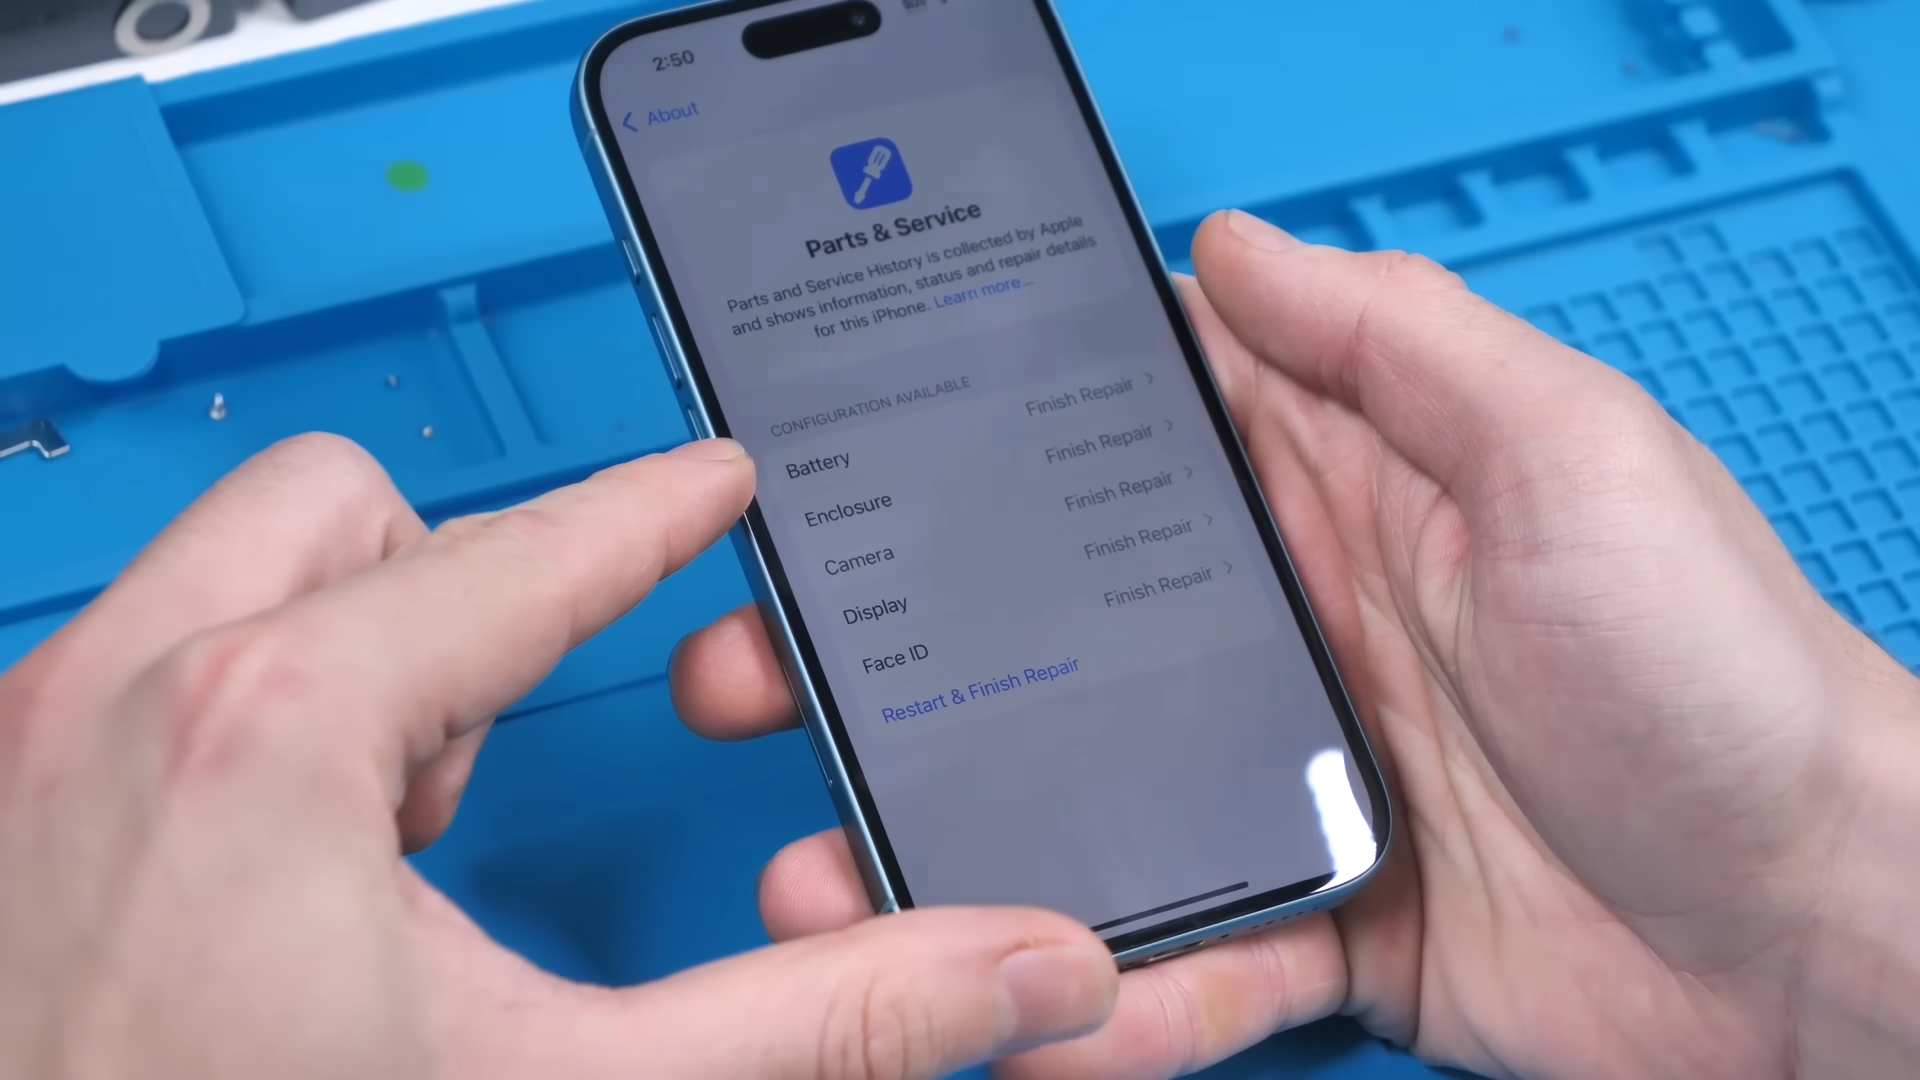 2:50
About
Parts & Service
Parts and Service History is collected by Apple
and shows information, status and repair details
for this iPhone. Learn more...
CONFIGURATION AVAILABLE
Battery Finish Repair
Enclosure Finish Repair
Camera Finish Repair
Display Finish Repair
Face ID Finish Repair
Restart & Finish Repair